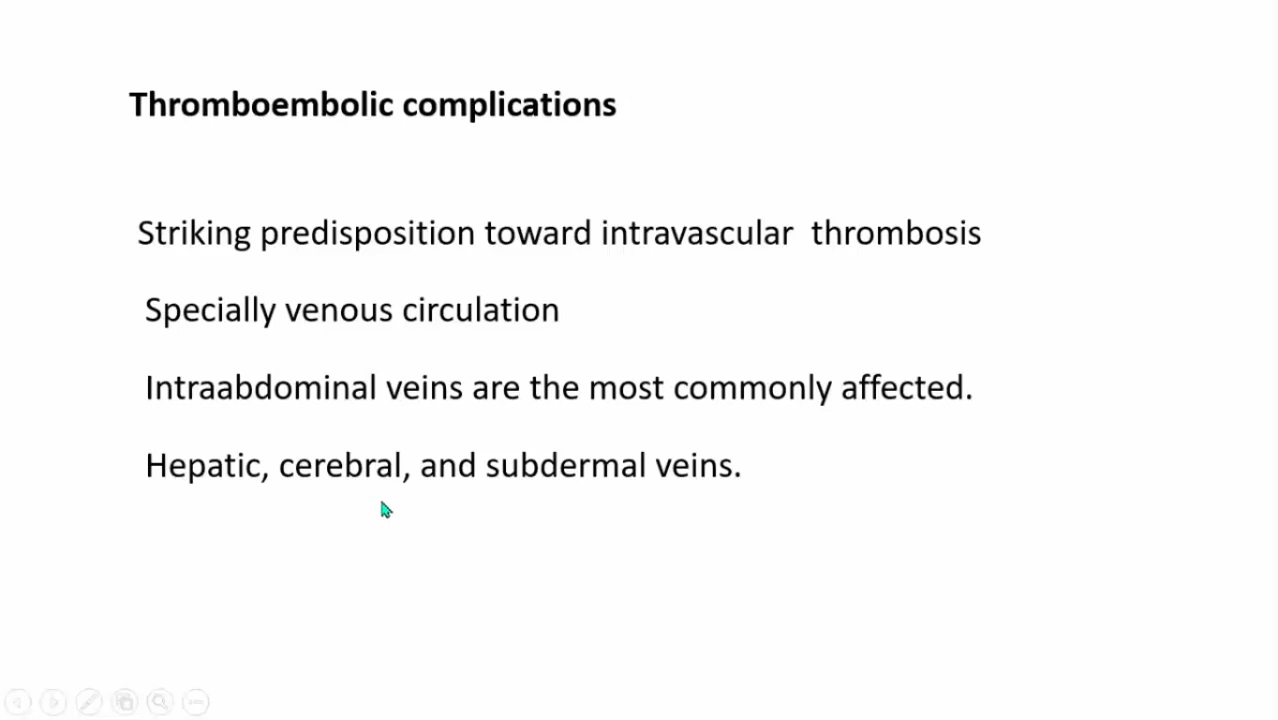 Thromboembolic complications
Striking predisposition toward intravascular  thrombosis
Specially venous circulation
Intraabdominal veins are the most commonly affected.
Hepatic, cerebral, and subdermal veins.